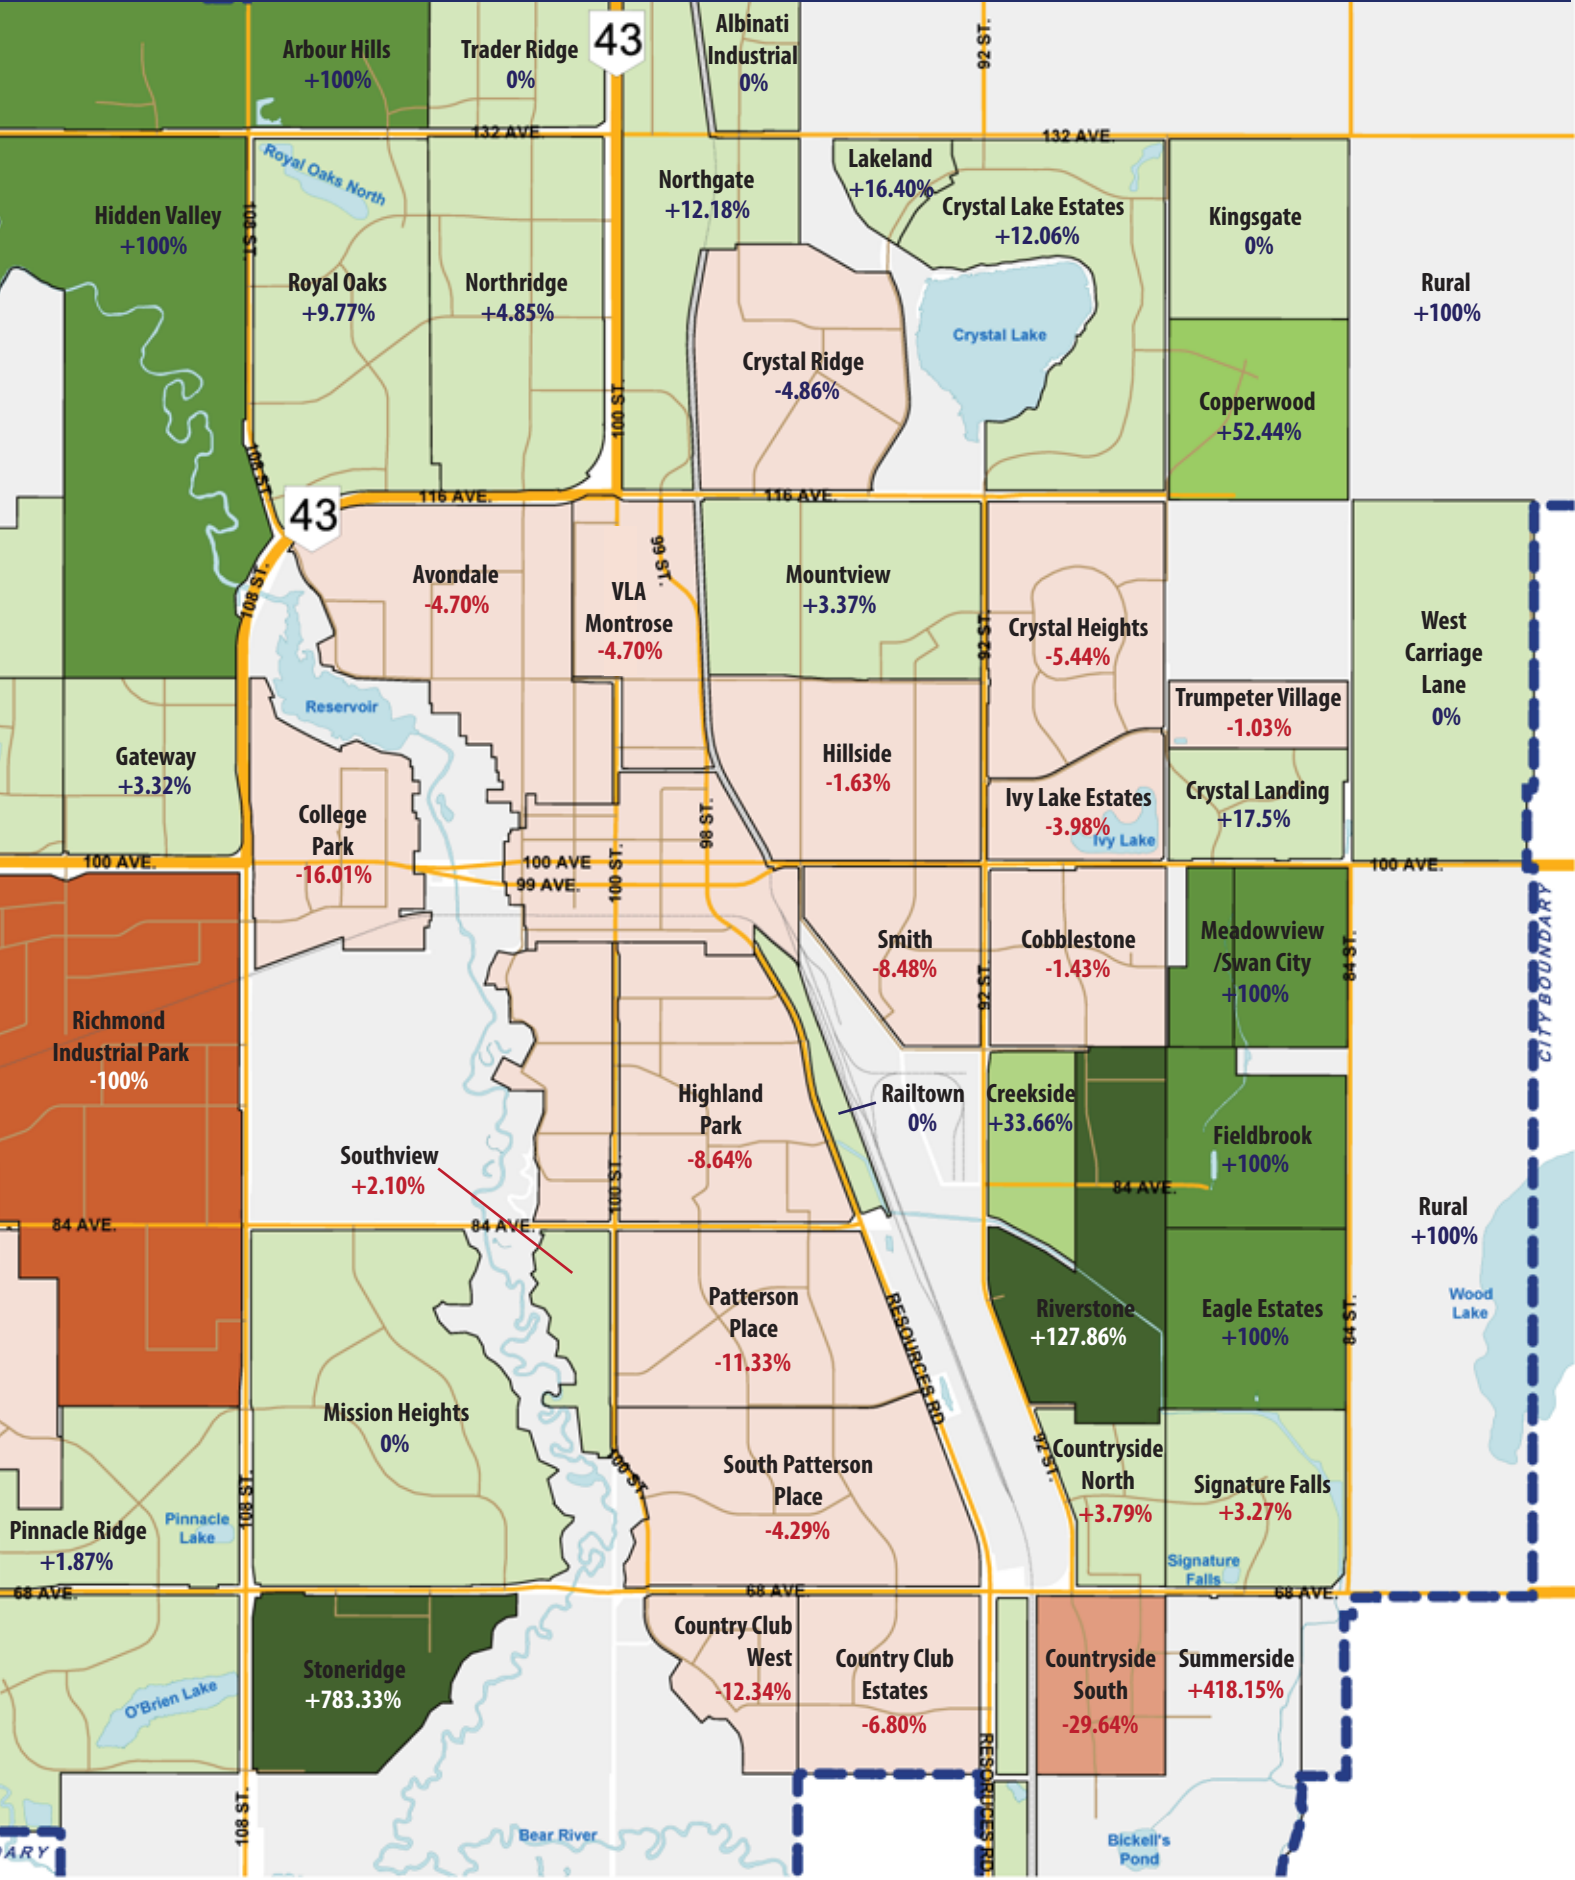 Arbour Hills
+100%
Trader Ridge
0%
43
Albinati
Industrial
0%
92 ST.
132 AVE.
132 AVE.
Royal Oaks North
Hidden Valley
+100%
108 ST.
Royal Oaks
+9.77%
Northridge
+4.85%
Northgate
+12.18%
Lakeland
+16.40%
Crystal Lake Estates
+12.06%
Kingsgate
0%
Rural
+100%
Crystal Lake
Crystal Ridge
-4.86%
Copperwood
+52.44%
100 ST.
108 ST.
116 AVE.
116 AVE.
43
108 ST.
Avondale
-4.70%
VLA
Montrose
-4.70%
99 ST.
Mountview
+3.37%
92 ST.
Crystal Heights
-5.44%
West
Carriage
Lane
0%
Reservoir
Trumpeter Village
-1.03%
Gateway
+3.32%
Hillside
-1.63%
Ivy Lake Estates
-3.98%
Ivy Lake
Crystal Landing
+17.5%
College
Park
-16.01%
98 ST.
100 AVE.
100 AVE
99 AVE.
100 ST.
100 AVE.
CITY BOUNDARY
Smith
-8.48%
Cobblestone
-1.43%
Meadowview
/Swan City
+100%
84 ST.
92 ST.
Richmond
Industrial Park
-100%
Highland
Park
-8.64%
Railtown
0%
Creekside
+33.66%
Fieldbrook
+100%
Southview
+2.10%
100 ST.
84 AVE.
84 AVE.
84 AVE.
Rural
+100%
Patterson
Place
-11.33%
RESOURCES RD.
Riverstone
+127.86%
Eagle Estates
+100%
84 ST.
Wood
Lake
Mission Heights
0%
South Patterson
Place
-4.29%
100 ST.
92 ST.
Countryside
North
+3.79%
Signature Falls
+3.27%
108 ST.
Pinnacle Ridge
+1.87%
Pinnacle
Lake
Signature
Falls
68 AVE.
68 AVE.
68 AVE.
Stoneridge
+783.33%
O'Brien Lake
Country Club
West
-12.34%
Country Club
Estates
-6.80%
Countryside
South
-29.64%
Summerside
+418.15%
RESORUCES RD.
108 ST.
Bear River
Bickell's
Pond
DARY